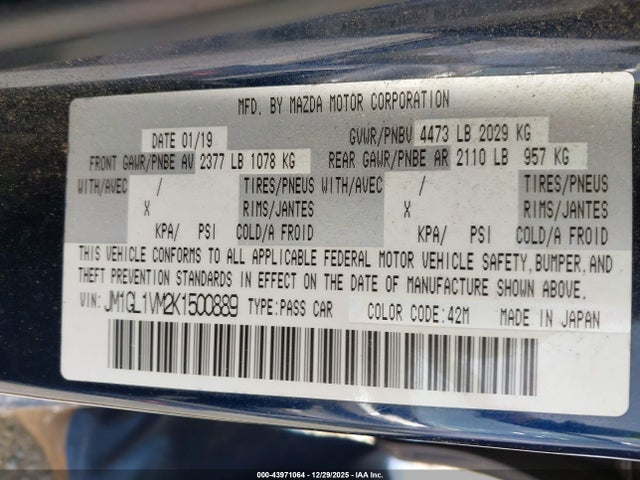 MFD. BY MAZDA MOTOR CORPORATION
DATE 01/19 GVWR/PNBV 4473 LB 2029 KG
FRONT GAWR/PNBE AV 2377 LB 1078 KG REAR GAWR/PNBE AR 2110 LB 957 KG
WITH/AVEC / TIRES/PNEUS WITH/AVEC / TIRES/PNEUS
X RIMS/JANTES X RIMS/JANTES
KPA/ PSI COLD/A FROID KPA/ PSI COLD/A FROID
THIS VEHICLE CONFORMS TO ALL APPLICABLE FEDERAL MOTOR VEHICLE SAFETY, BUMPER, AND
THEFT PREVENTION STANDARDS IN EFFECT ON THE DATE OF MANUFACTURE SHOWN ABOVE.
VIN: JM1GL1VM2K1500889 TYPE: PASS CAR COLOR CODE: 42M MADE IN JAPAN
000-43971064 | 12/29/2025 - IAA Inc.